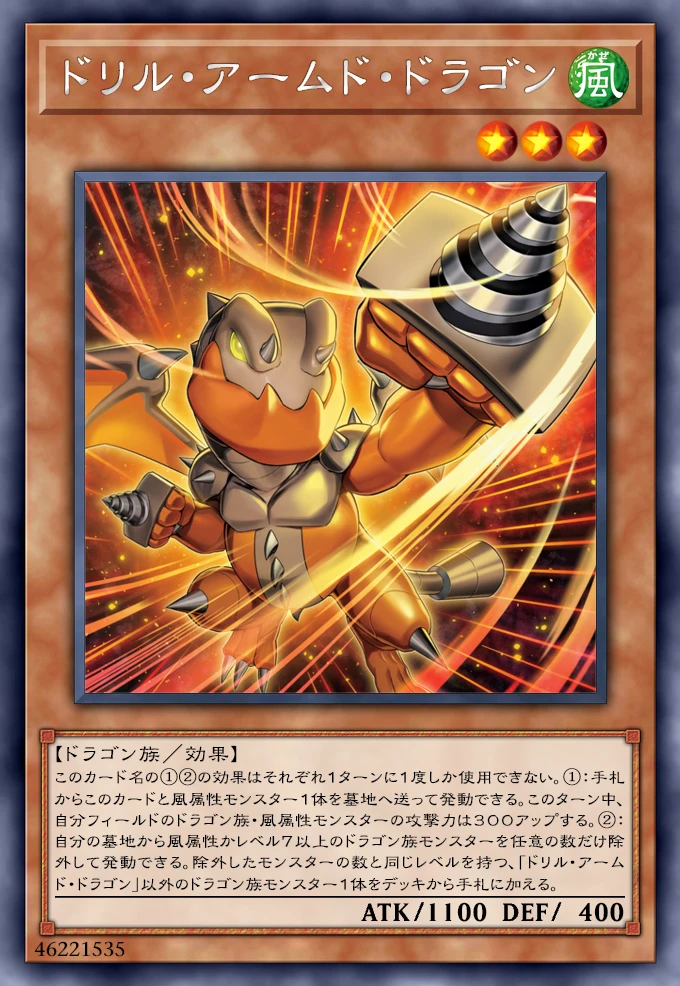 ドリル・アームド・ドラゴン
かぜ
風
【ドラゴン族／効果】
このカード名の①②の効果はそれぞれ1ターンに1度しか使用できない。①：手札
からこのカードと風属性モンスター1体を墓地へ送って発動できる。このターン中、
自分フィールドのドラゴン族・風属性モンスターの攻撃力は300アップする。②：
自分の墓地から風属性かレベル7以上のドラゴン族モンスターを任意の数だけ除
外して発動できる。除外したモンスターの数と同じレベルを持つ、「ドリル・アーム
ド・ドラゴン」以外のドラゴン族モンスター1体をデッキから手札に加える。
ATK/1100 DEF/ 400
46221535